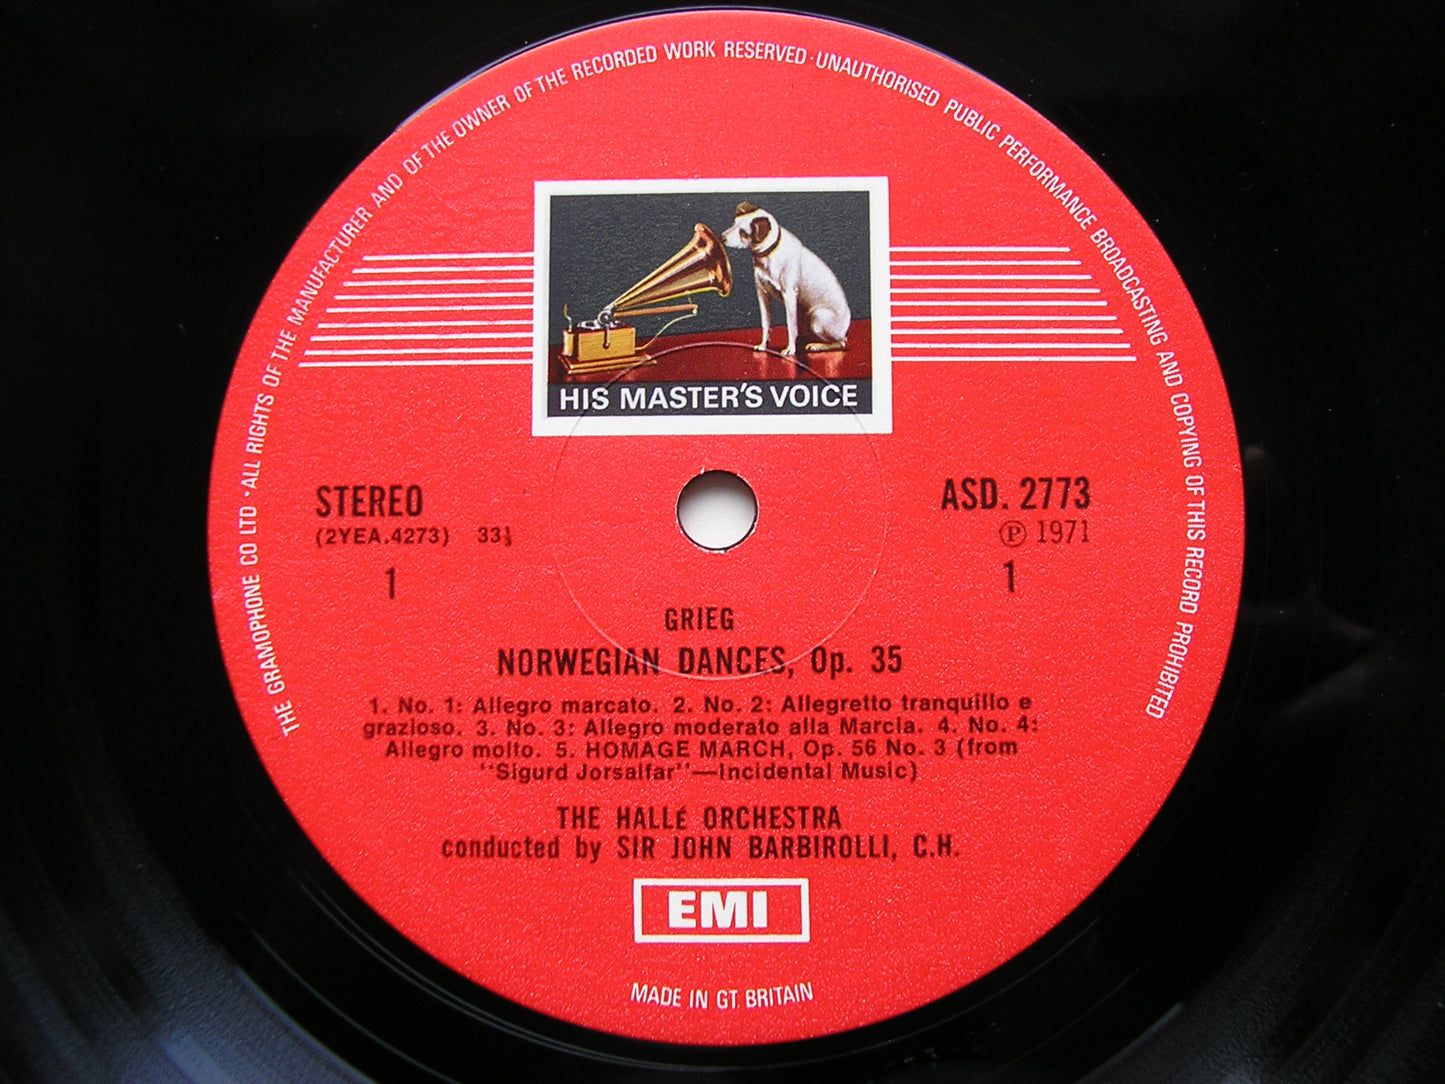 THE GRAMOPHONE CO LTD · ALL RIGHTS OF THE MANUFACTURER AND OF THE OWNER OF THE RECORDED WORK RESERVED · UNAUTHORISED PUBLIC PERFORMANCE BROADCASTING AND COPYING OF THIS RECORD PROHIBITED
HIS MASTER'S VOICE
STEREO
(2YEA.4273) 33⅓
1
ASD. 2773
℗ 1971
1
GRIEG
NORWEGIAN DANCES, Op. 35
1. No. 1: Allegro marcato. 2. No. 2: Allegretto tranquillo e
grazioso. 3. No. 3: Allegro moderato alla Marcia. 4. No. 4:
Allegro molto. 5. HOMAGE MARCH, Op. 56 No. 3 (from
"Sigurd Jorsalfar"—Incidental Music)
THE HALLé ORCHESTRA
conducted by SIR JOHN BARBIROLLI, C.H.
EMI
MADE IN GT BRITAIN